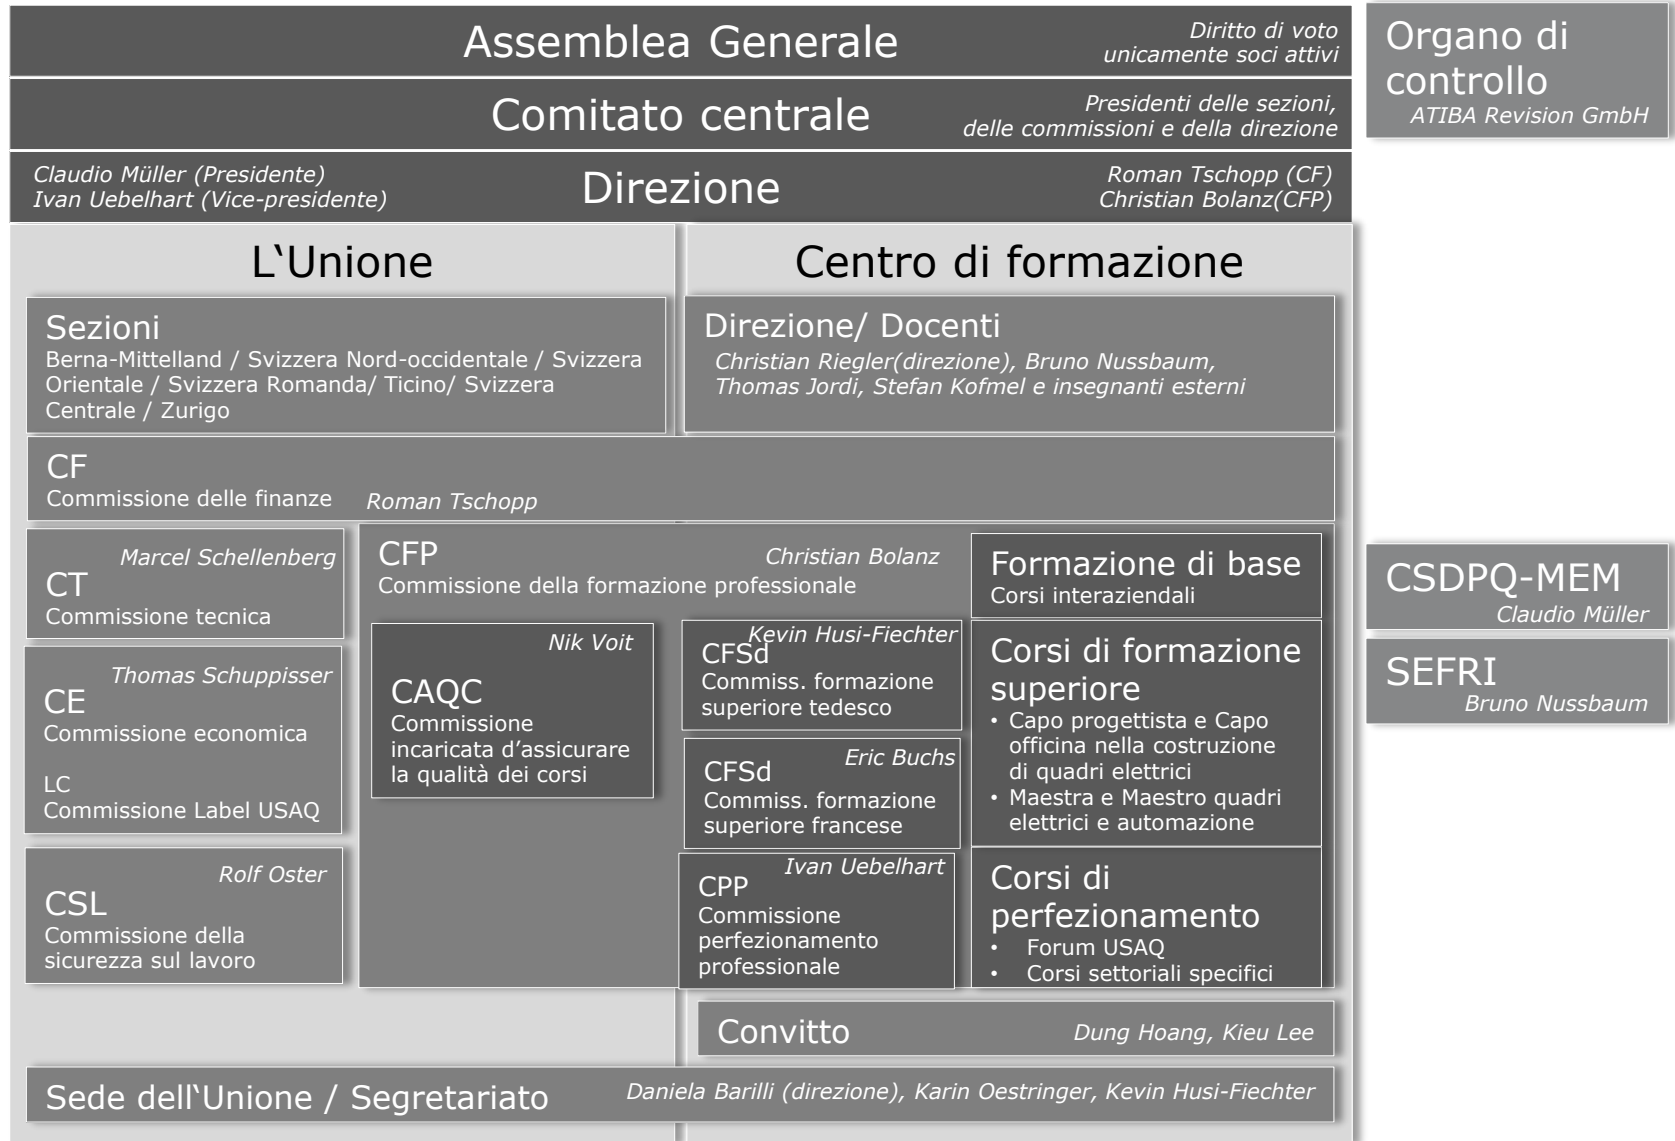 Assemblea Generale
Diritto di voto
unicamente soci attivi
Comitato centrale
Presidenti delle sezioni,
delle commissioni e della direzione
Claudio Müller (Presidente)
Ivan Uebelhart (Vice-presidente)
Direzione
Roman Tschopp (CF)
Christian Bolanz(CFP)
Organo di
controllo
ATIBA Revision GmbH
L‘Unione
Centro di formazione
Sezioni
Berna-Mittelland / Svizzera Nord-occidentale / Svizzera
Orientale / Svizzera Romanda/ Ticino/ Svizzera
Centrale / Zurigo
Direzione/ Docenti
Christian Riegler(direzione), Bruno Nussbaum,
Thomas Jordi, Stefan Kofmel e insegnanti esterni
CF
Commissione delle finanze
Roman Tschopp
Marcel Schellenberg
CT
Commissione tecnica
Thomas Schuppisser
CE
Commissione economica
LC
Commissione Label USAQ
Rolf Oster
CSL
Commissione della
sicurezza sul lavoro
CFP
Christian Bolanz
Commissione della formazione professionale
Nik Voit
CAQC
Commissione
incaricata d’assicurare
la qualità dei corsi
Kevin Husi-Fiechter
CFSd
Commiss. formazione
superiore tedesco
Eric Buchs
CFSd
Commiss. formazione
superiore francese
Ivan Uebelhart
CPP
Commissione
perfezionamento
professionale
Formazione di base
Corsi interaziendali
Corsi di formazione
superiore
• Capo progettista e Capo
officina nella costruzione
di quadri elettrici
• Maestra e Maestro quadri
elettrici e automazione
Corsi di
perfezionamento
• Forum USAQ
• Corsi settoriali specifici
CSDPQ-MEM
Claudio Müller
SEFRI
Bruno Nussbaum
Convitto
Dung Hoang, Kieu Lee
Sede dell‘Unione / Segretariato
Daniela Barilli (direzione), Karin Oestringer, Kevin Husi-Fiechter